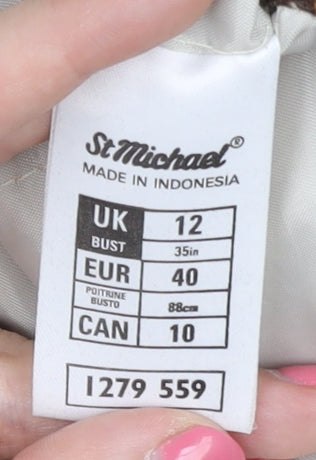 St Michael®
MADE IN INDONESIA
UK 12
BUST 35in
EUR 40
POITRINE
BUSTO 88cm
CAN 10
1279 559